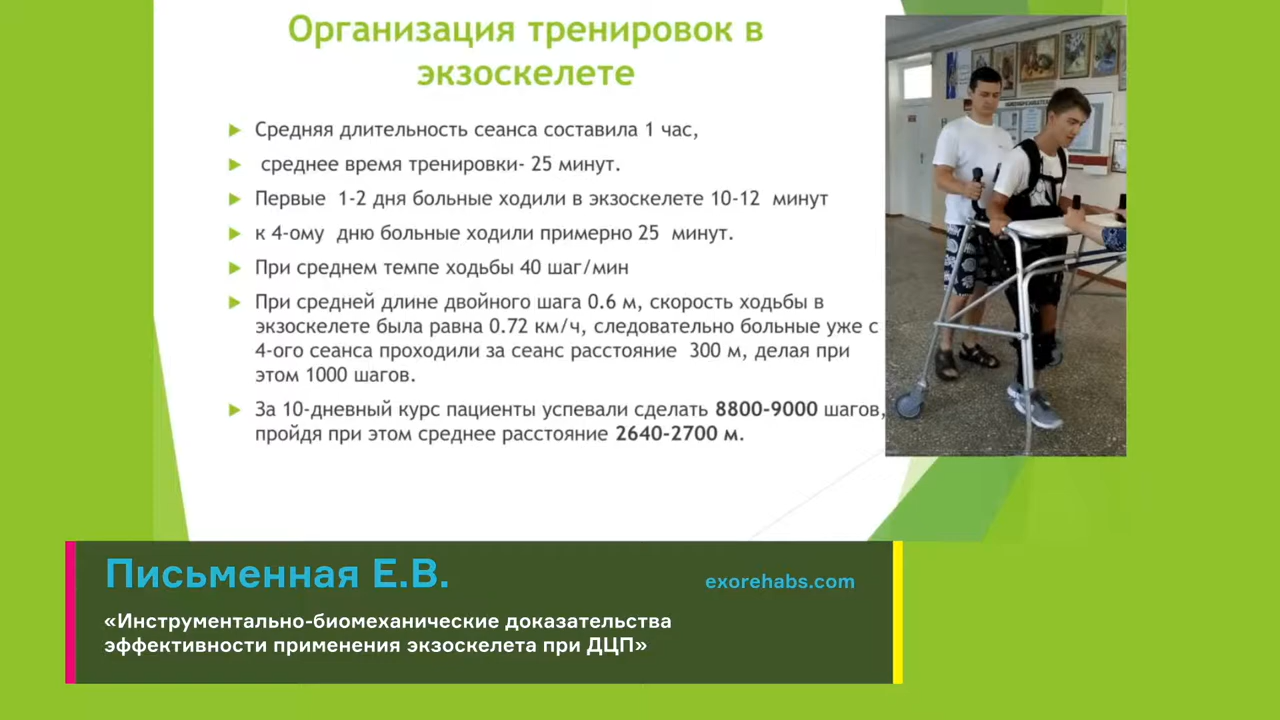 Организация тренировок в
экзоскелете
Средняя длительность сеанса составила 1 час,
среднее время тренировки- 25 минут.
Первые 1-2 дня больные ходили в экзоскелете 10-12 минут
к 4-ому дню больные ходили примерно 25 минут.
При среднем темпе ходьбы 40 шаг/мин
При средней длине двойного шага 0.6 м, скорость ходьбы в
экзоскелете была равна 0.72 км/ч, следовательно больные уже с
4-ого сеанса проходили за сеанс расстояние 300 м, делая при
этом 1000 шагов.
За 10-дневный курс пациенты успевали сделать 8800-9000 шагов,
пройдя при этом среднее расстояние 2640-2700 м.
Письменная Е.В.
exorehabs.com
«Инструментально-биомеханические доказательства
эффективности применения экзоскелета при ДЦП»